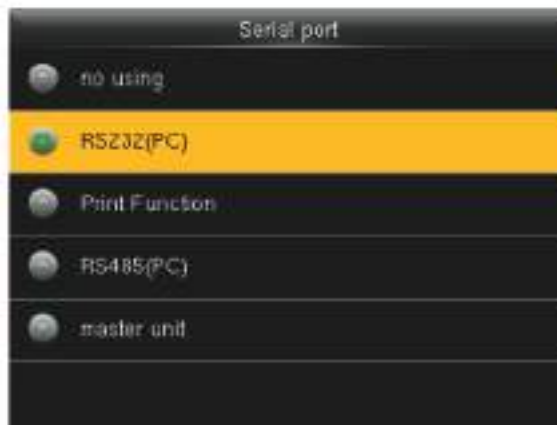 Serial port
no using
RS232(PC)
Print Function
RS485(PC)
master unit